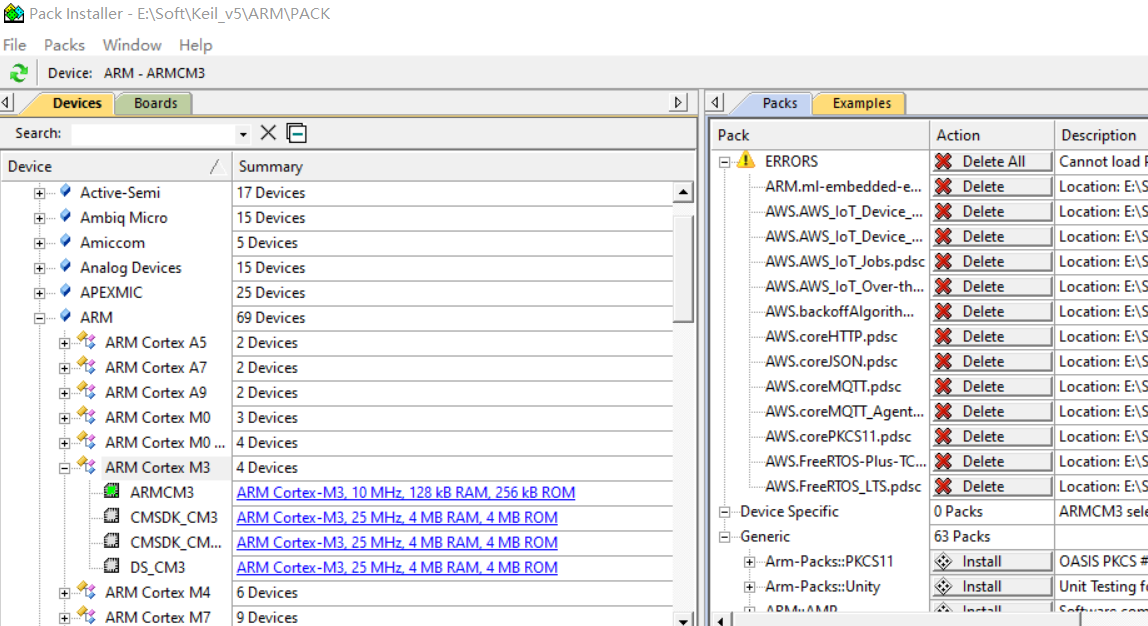 Pack Installer - E:\Soft\Keil_v5\ARM\PACK
File Packs Window Help
Device: ARM - ARMCM3
Devices Boards
Search:
Device Summary
Active-Semi 17 Devices
Ambiq Micro 15 Devices
Amiccom 5 Devices
Analog Devices 15 Devices
APEXMIC 25 Devices
ARM 69 Devices
ARM Cortex A5 2 Devices
ARM Cortex A7 2 Devices
ARM Cortex A9 2 Devices
ARM Cortex M0 3 Devices
ARM Cortex M0 ... 4 Devices
ARM Cortex M3 4 Devices
ARMCM3 ARM Cortex-M3, 10 MHz, 128 kB RAM, 256 kB ROM
CMSDK_CM3 ARM Cortex-M3, 25 MHz, 4 MB RAM, 4 MB ROM
CMSDK_CM... ARM Cortex-M3, 25 MHz, 4 MB RAM, 4 MB ROM
DS_CM3 ARM Cortex-M3, 25 MHz, 4 MB RAM, 4 MB ROM
ARM Cortex M4 6 Devices
ARM Cortex M7 9 Devices
Packs Examples
Pack Action Description
ERRORS Delete All Cannot load
ARM.ml-embedded-e... Delete Location: E:\S
AWS.AWS_IoT_Device_... Delete Location: E:\S
AWS.AWS_IoT_Device_... Delete Location: E:\S
AWS.AWS_IoT_Jobs.pdsc Delete Location: E:\S
AWS.AWS_IoT_Over-th... Delete Location: E:\S
AWS.backoffAlgorith... Delete Location: E:\S
AWS.coreHTTP.pdsc Delete Location: E:\S
AWS.coreJSON.pdsc Delete Location: E:\S
AWS.coreMQTT.pdsc Delete Location: E:\S
AWS.coreMQTT_Agent... Delete Location: E:\S
AWS.corePKCS11.pdsc Delete Location: E:\S
AWS.FreeRTOS-Plus-TC... Delete Location: E:\S
AWS.FreeRTOS_LTS.pdsc Delete Location: E:\S
Device Specific 0 Packs ARMCM3 sele
Generic 63 Packs
Arm-Packs::PKCS11 Install OASIS PKCS #
Arm-Packs::Unity Install Unit Testing fo
ARM::AMP Install Software com